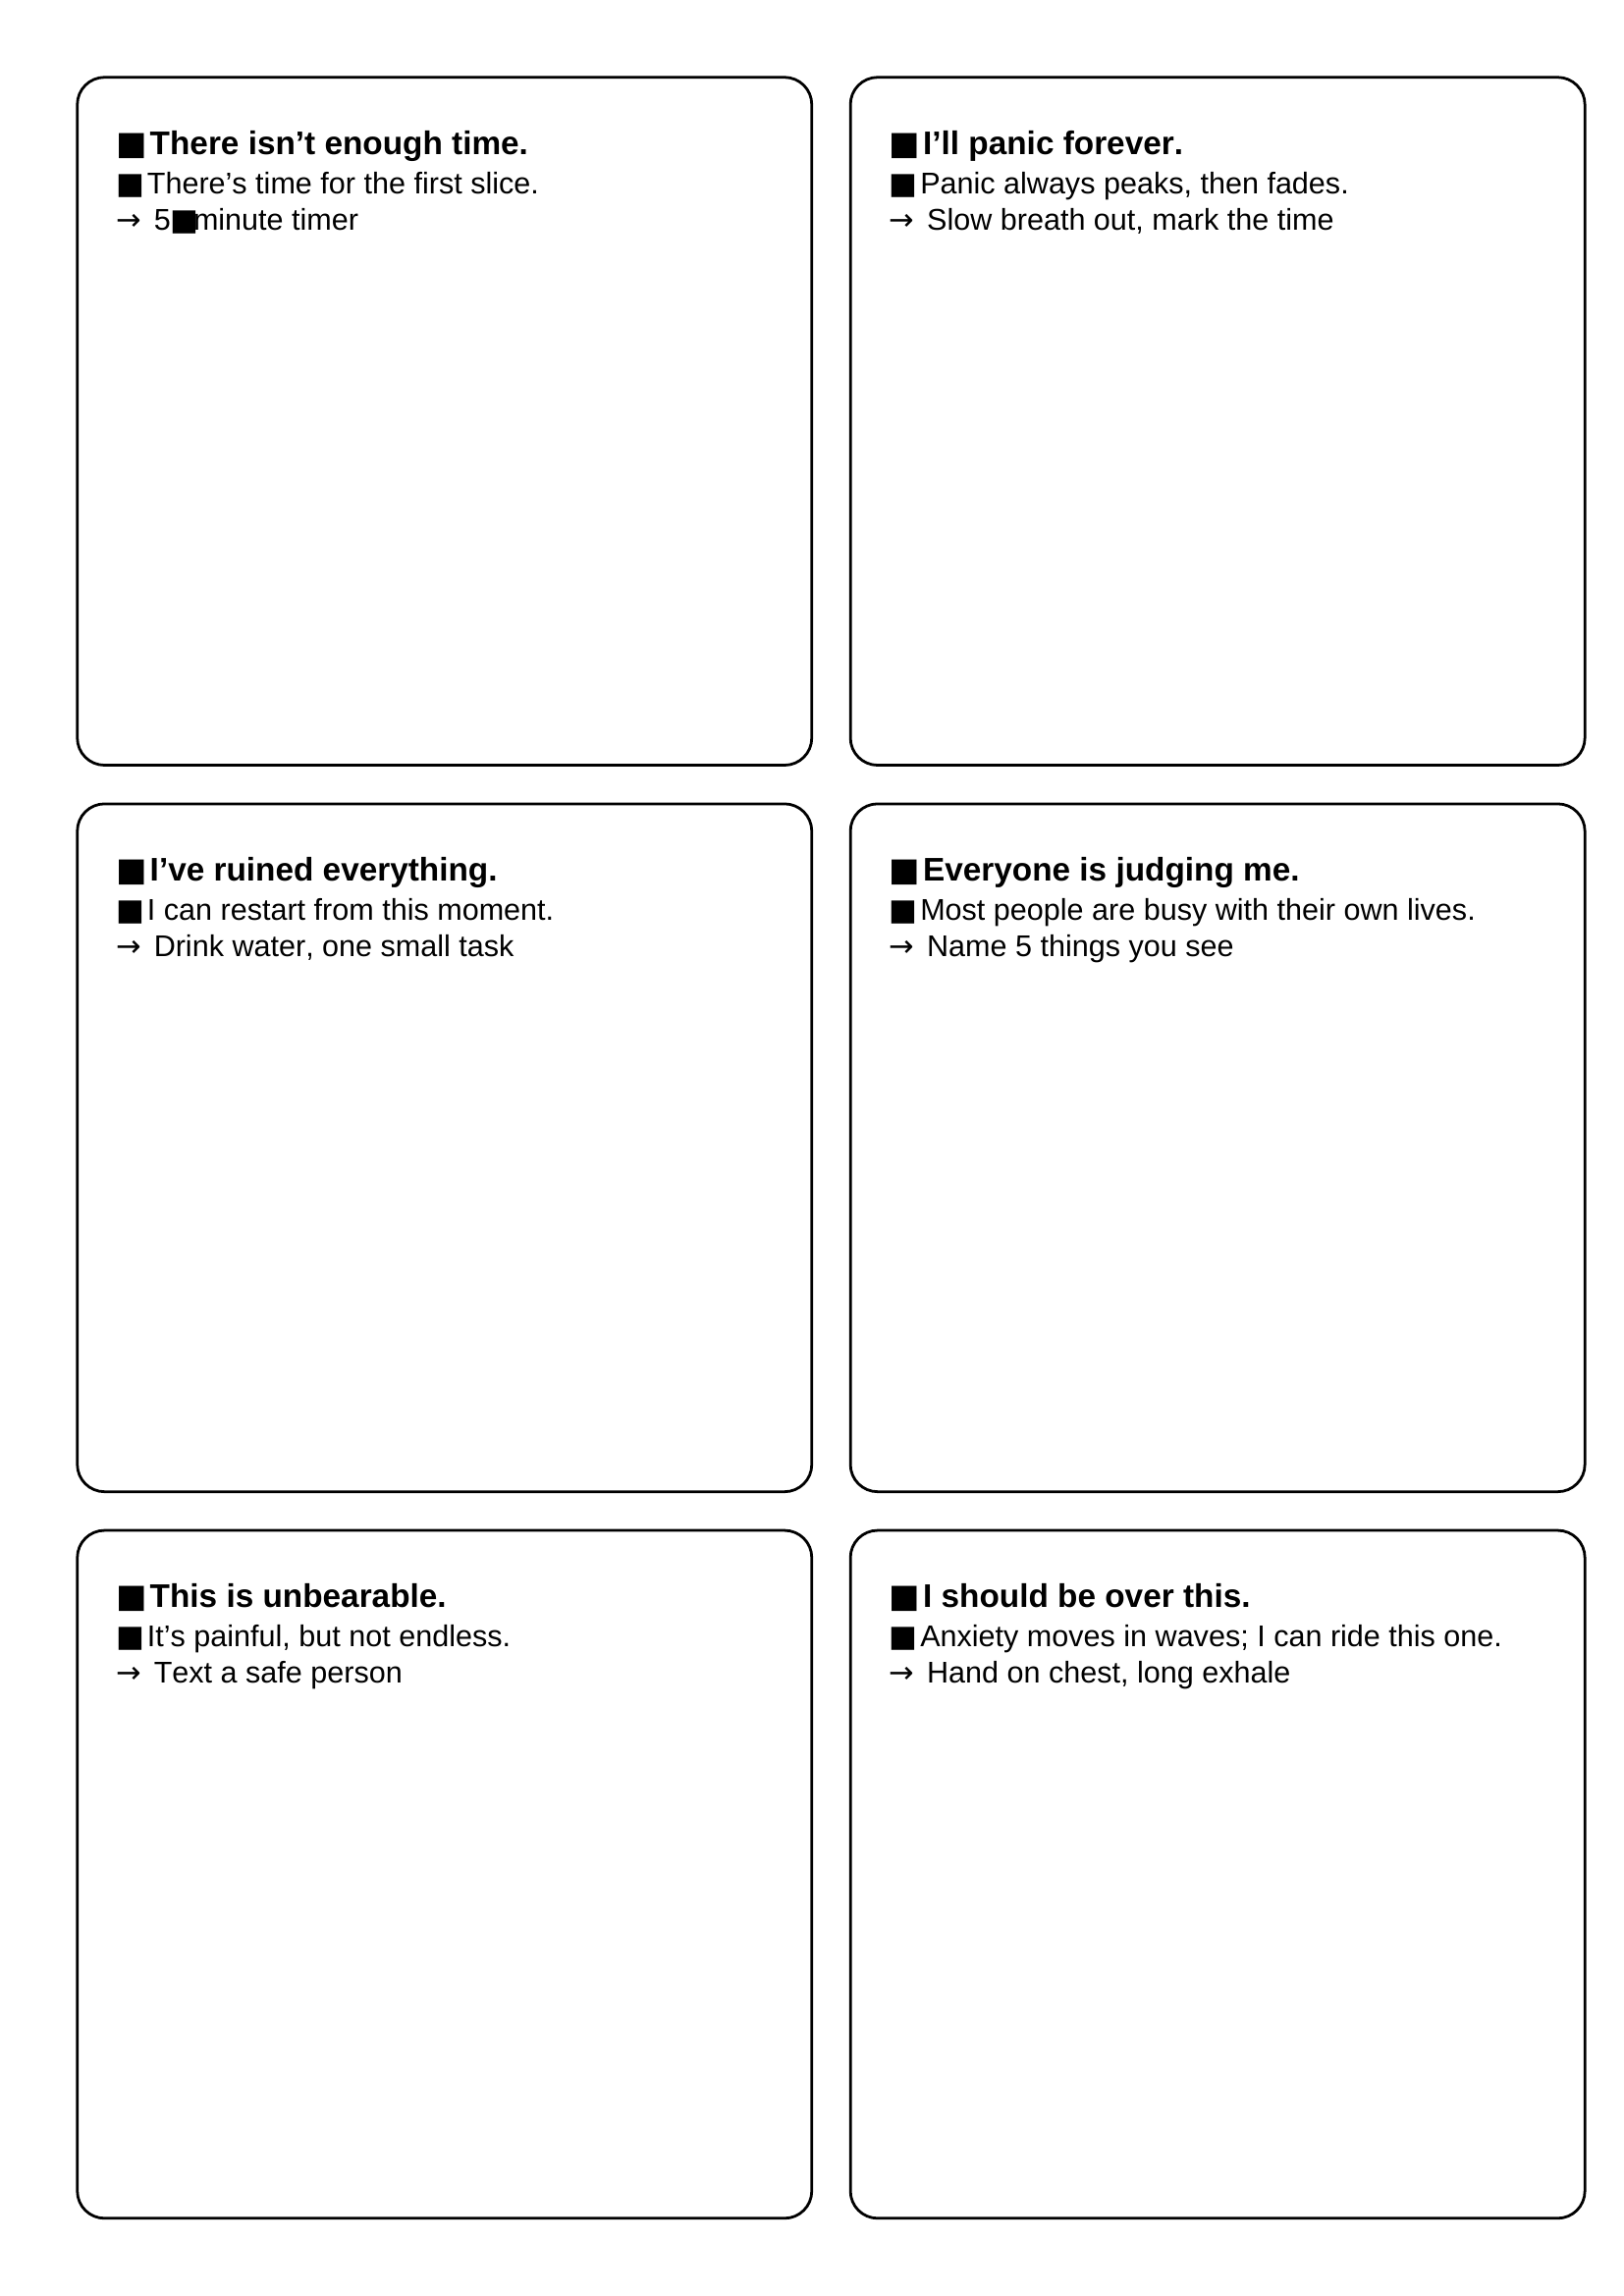 ■ There isn’t enough time.
■ There’s time for the first slice.
→ 5■minute timer
■ I’ll panic forever.
■ Panic always peaks, then fades.
→ Slow breath out, mark the time
■ I’ve ruined everything.
■ I can restart from this moment.
→ Drink water, one small task
■ Everyone is judging me.
■ Most people are busy with their own lives.
→ Name 5 things you see
■ This is unbearable.
■ It’s painful, but not endless.
→ Text a safe person
■ I should be over this.
■ Anxiety moves in waves; I can ride this one.
→ Hand on chest, long exhale